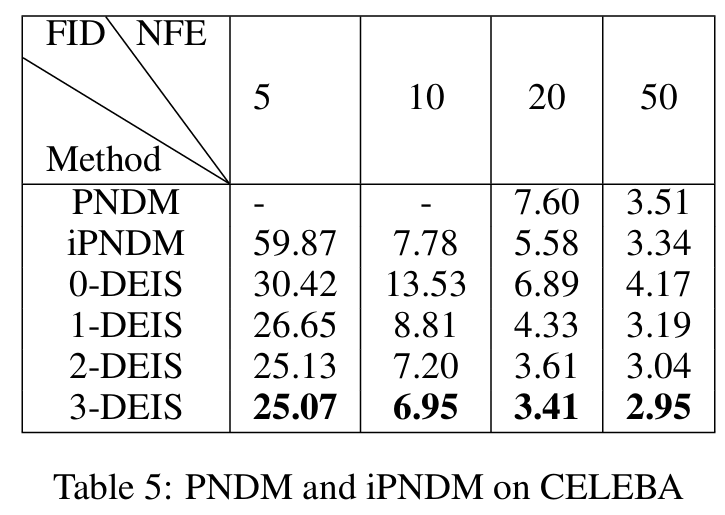 FID NFE
5 10 20 50
Method
PNDM - - 7.60 3.51
iPNDM 59.87 7.78 5.58 3.34
0-DEIS 30.42 13.53 6.89 4.17
1-DEIS 26.65 8.81 4.33 3.19
2-DEIS 25.13 7.20 3.61 3.04
3-DEIS 25.07 6.95 3.41 2.95
Table 5: PNDM and iPNDM on CELEBA